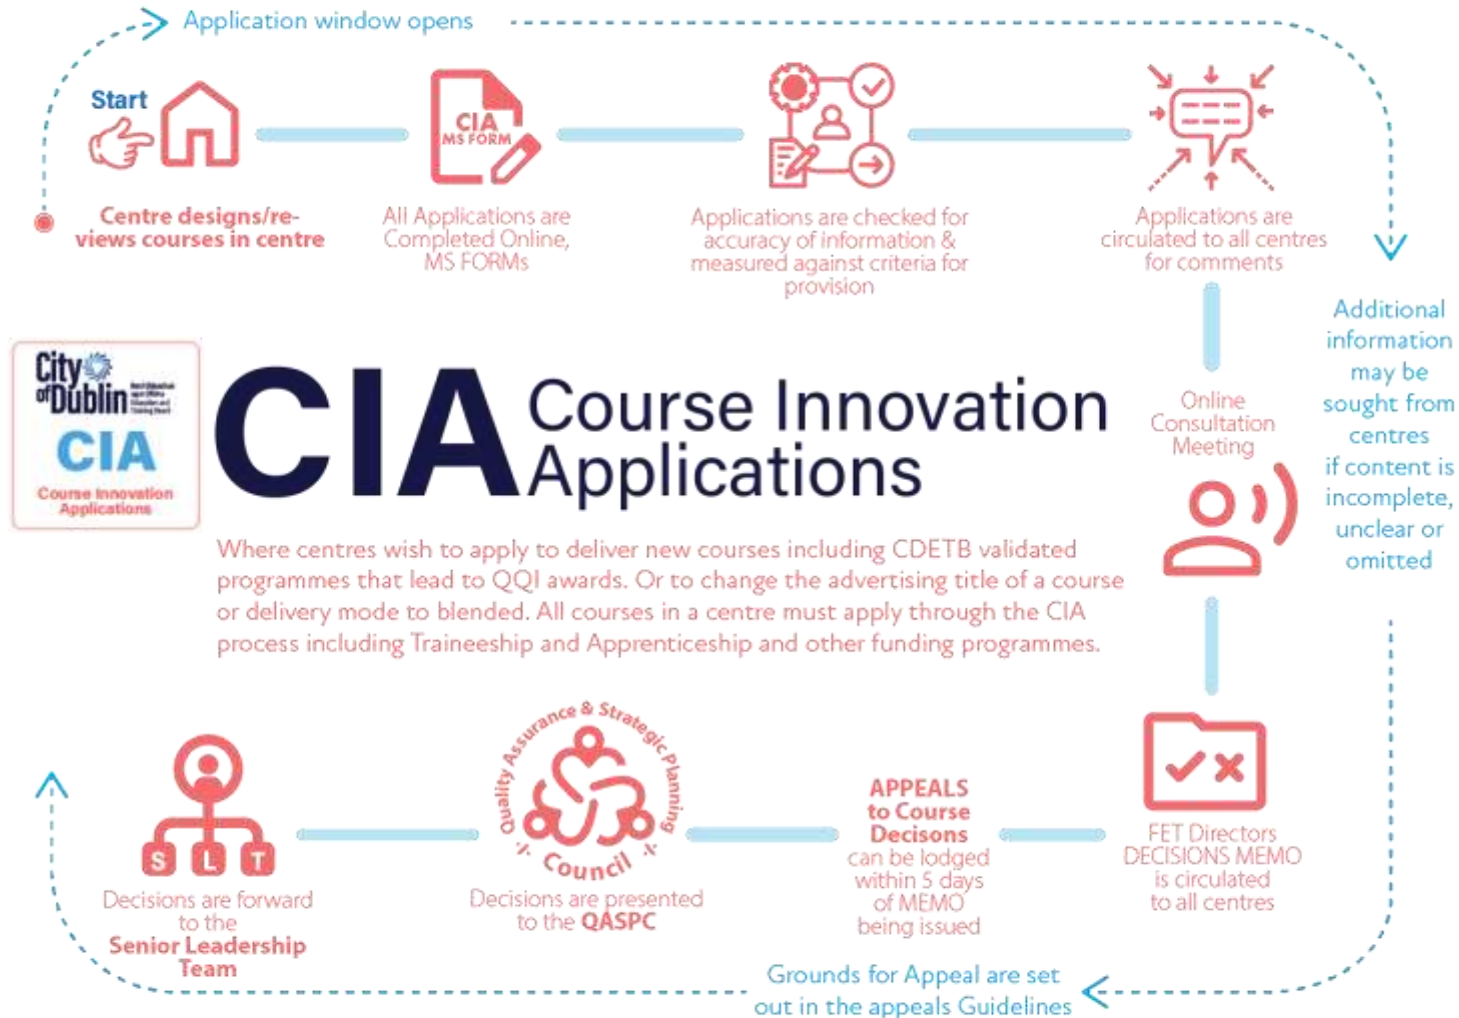 Application window opens
Start
CIA
MS FORM
Centre designs/re-
views courses in centre
All Applications are
Completed Online,
MS FORMs
Applications are checked for
accuracy of information &
measured against criteria for
provision
Applications are
circulated to all centres
for comments
Additional
information
may be
sought from
centres
if content is
incomplete,
unclear or
omitted
City
of Dublin
CIA
Course Innovation
Applications
CIA Course Innovation
Applications
Where centres wish to apply to deliver new courses including CDETB validated
programmes that lead to QQI awards. Or to change the advertising title of a course
or delivery mode to blended. All courses in a centre must apply through the CIA
process including Traineeship and Apprenticeship and other funding programmes.
Online
Consultation
Meeting
FET Directors
DECISIONS MEMO
is circulated
to all centres
APPEALS
to Course
Decisons
can be lodged
within 5 days
of MEMO
being issued
Quality Assurance & Strategic Planning
Council
Decisions are presented
to the QASPC
S L T
Decisions are forward
to the
Senior Leadership
Team
Grounds for Appeal are set
out in the appeals Guidelines